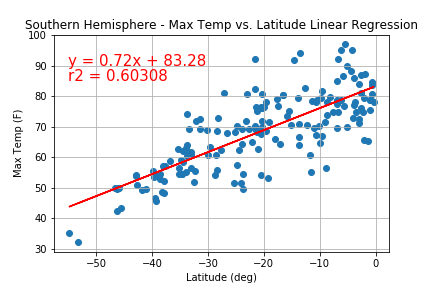 Southern Hemisphere - Max Temp vs. Latitude Linear Regression
100
y = 0.72x + 83.28
90
r2 = 0.60308
80
70
60
50
40
30
Max Temp (F)
−50 −40 −30 −20 −10 0
Latitude (deg)